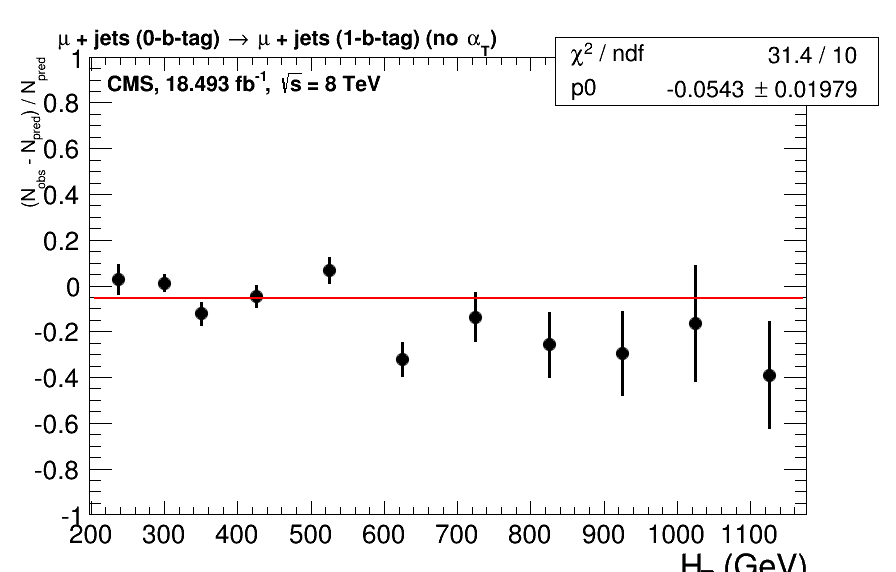 μ + jets (0-b-tag) → μ + jets (1-b-tag) (no α_T)
χ² / ndf 31.4 / 10
p0 -0.0543 ± 0.01979
CMS, 18.493 fb⁻¹, √s = 8 TeV
(N_obs - N_pred) / N_pred
1
0.8
0.6
0.4
0.2
0
-0.2
-0.4
-0.6
-0.8
-1
200 300 400 500 600 700 800 900 1000 1100
(GeV)